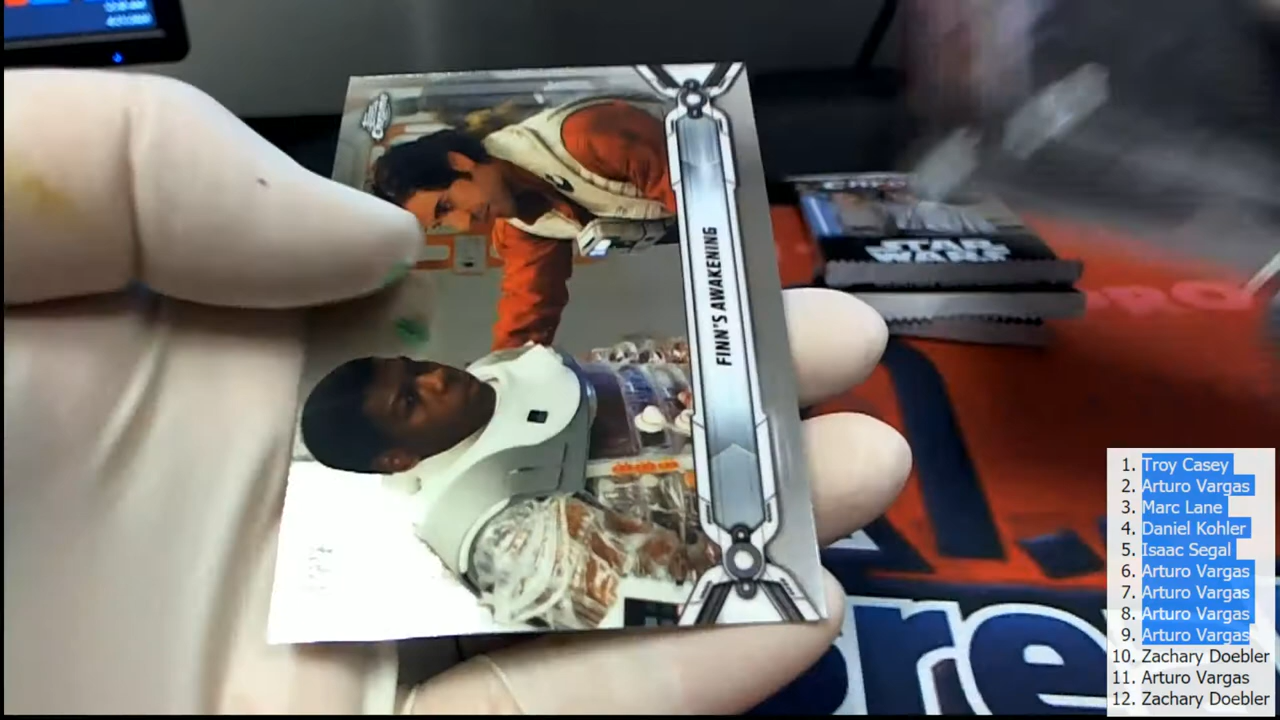 FINN'S AWAKENING
STAR
WARS
1. Troy Casey
2. Arturo Vargas
3. Marc Lane
4. Daniel Kohler
5. Isaac Segal
6. Arturo Vargas
7. Arturo Vargas
8. Arturo Vargas
9. Arturo Vargas
10. Zachary Doebler
11. Arturo Vargas
12. Zachary Doebler